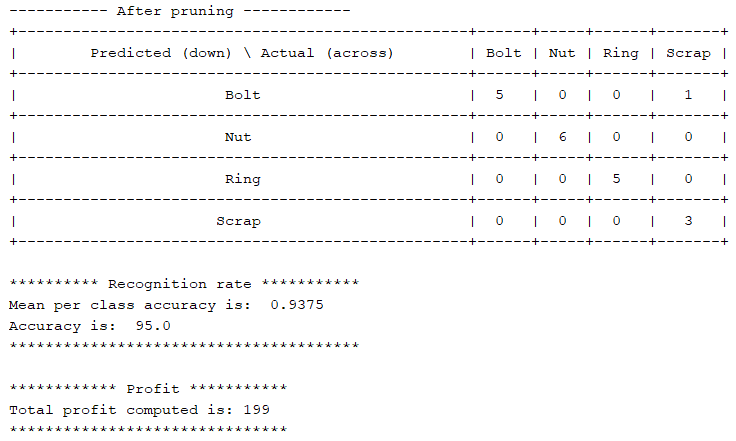 ----------- After pruning ------------
+--------------------------------------------------+------+-----+------+-------+
| Predicted (down) \ Actual (across) | Bolt | Nut | Ring | Scrap |
+--------------------------------------------------+------+-----+------+-------+
| Bolt | 5 | 0 | 0 | 1 |
+--------------------------------------------------+------+-----+------+-------+
| Nut | 0 | 6 | 0 | 0 |
+--------------------------------------------------+------+-----+------+-------+
| Ring | 0 | 0 | 5 | 0 |
+--------------------------------------------------+------+-----+------+-------+
| Scrap | 0 | 0 | 0 | 3 |
+--------------------------------------------------+------+-----+------+-------+
********** Recognition rate ***********
Mean per class accuracy is:  0.9375
Accuracy is:  95.0
***************************************
************ Profit ***********
Total profit computed is: 199
*******************************